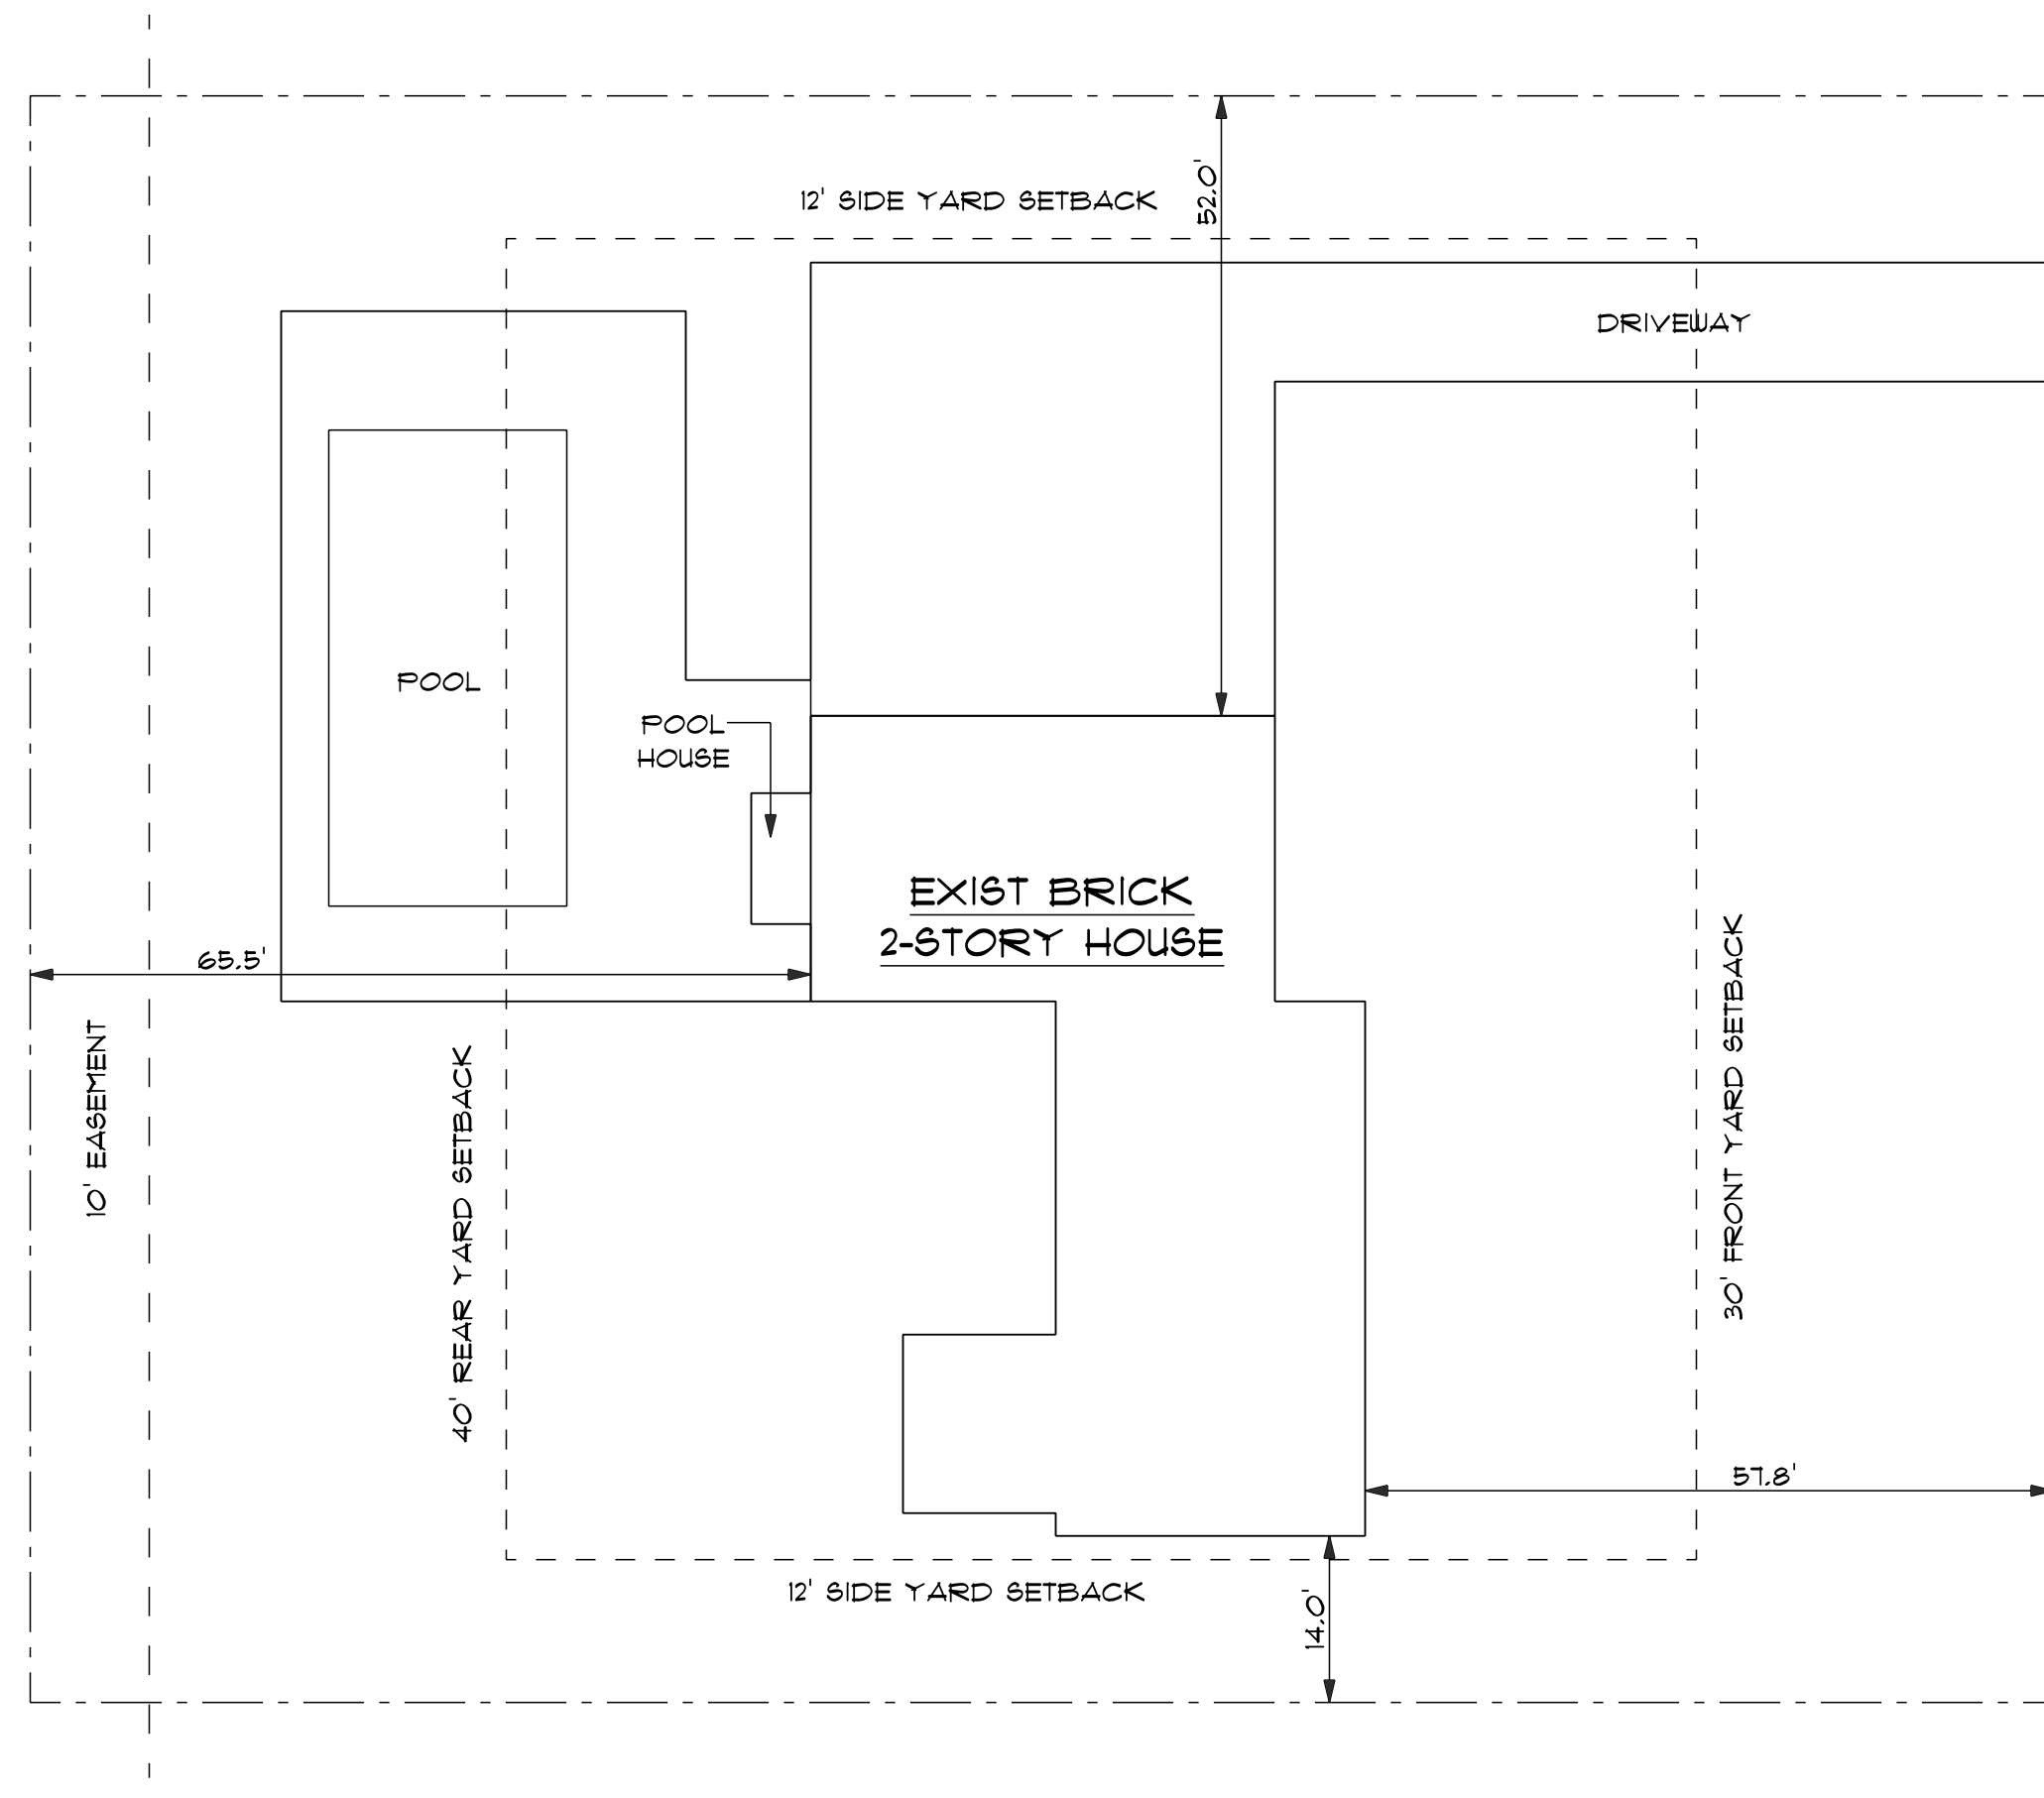 12' SIDE YARD SETBACK
52.0'
DRIVEWAY
POOL
POOL
HOUSE
EXIST BRICK
2-STORY HOUSE
65.5'
10' EASEMENT
40' REAR YARD SETBACK
30' FRONT YARD SETBACK
57.8'
12' SIDE YARD SETBACK
14.0'